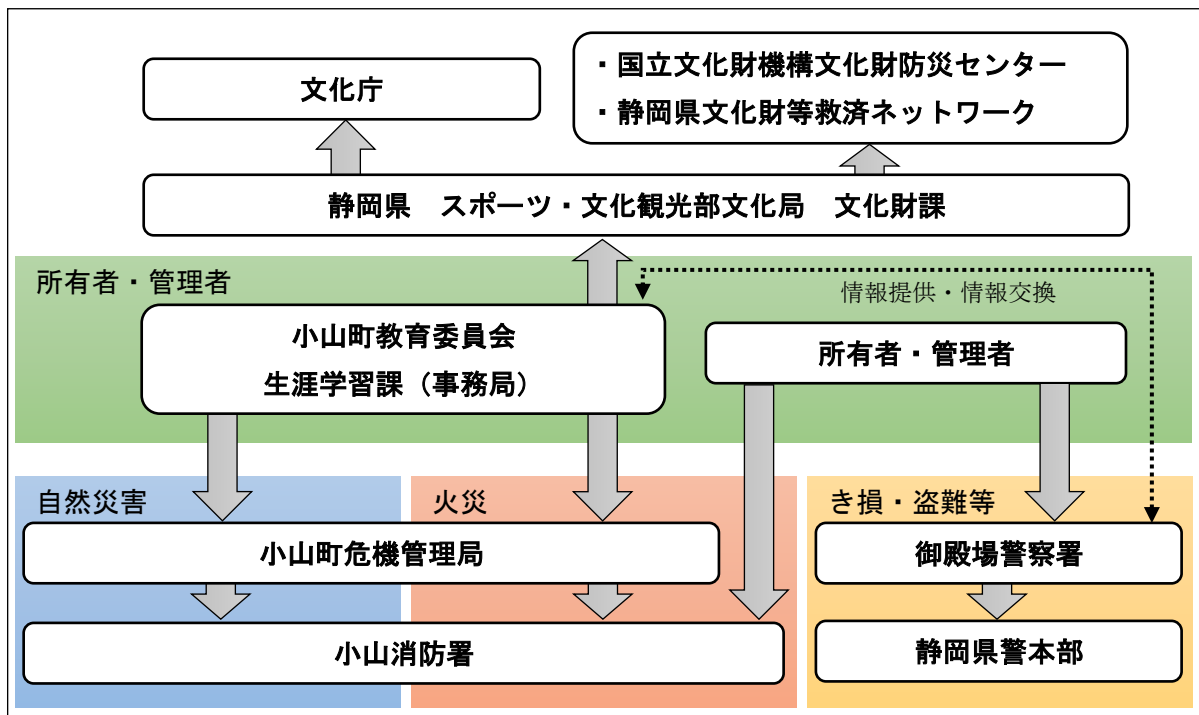 文化庁
・国立文化財機構文化財防災センター
・静岡県文化財等救済ネットワーク
静岡県　スポーツ・文化観光部文化局　文化財課
所有者・管理者
情報提供・情報交換
小山町教育委員会
生涯学習課（事務局）
所有者・管理者
自然災害
火災
き損・盗難等
小山町危機管理局
御殿場警察署
小山消防署
静岡県警本部